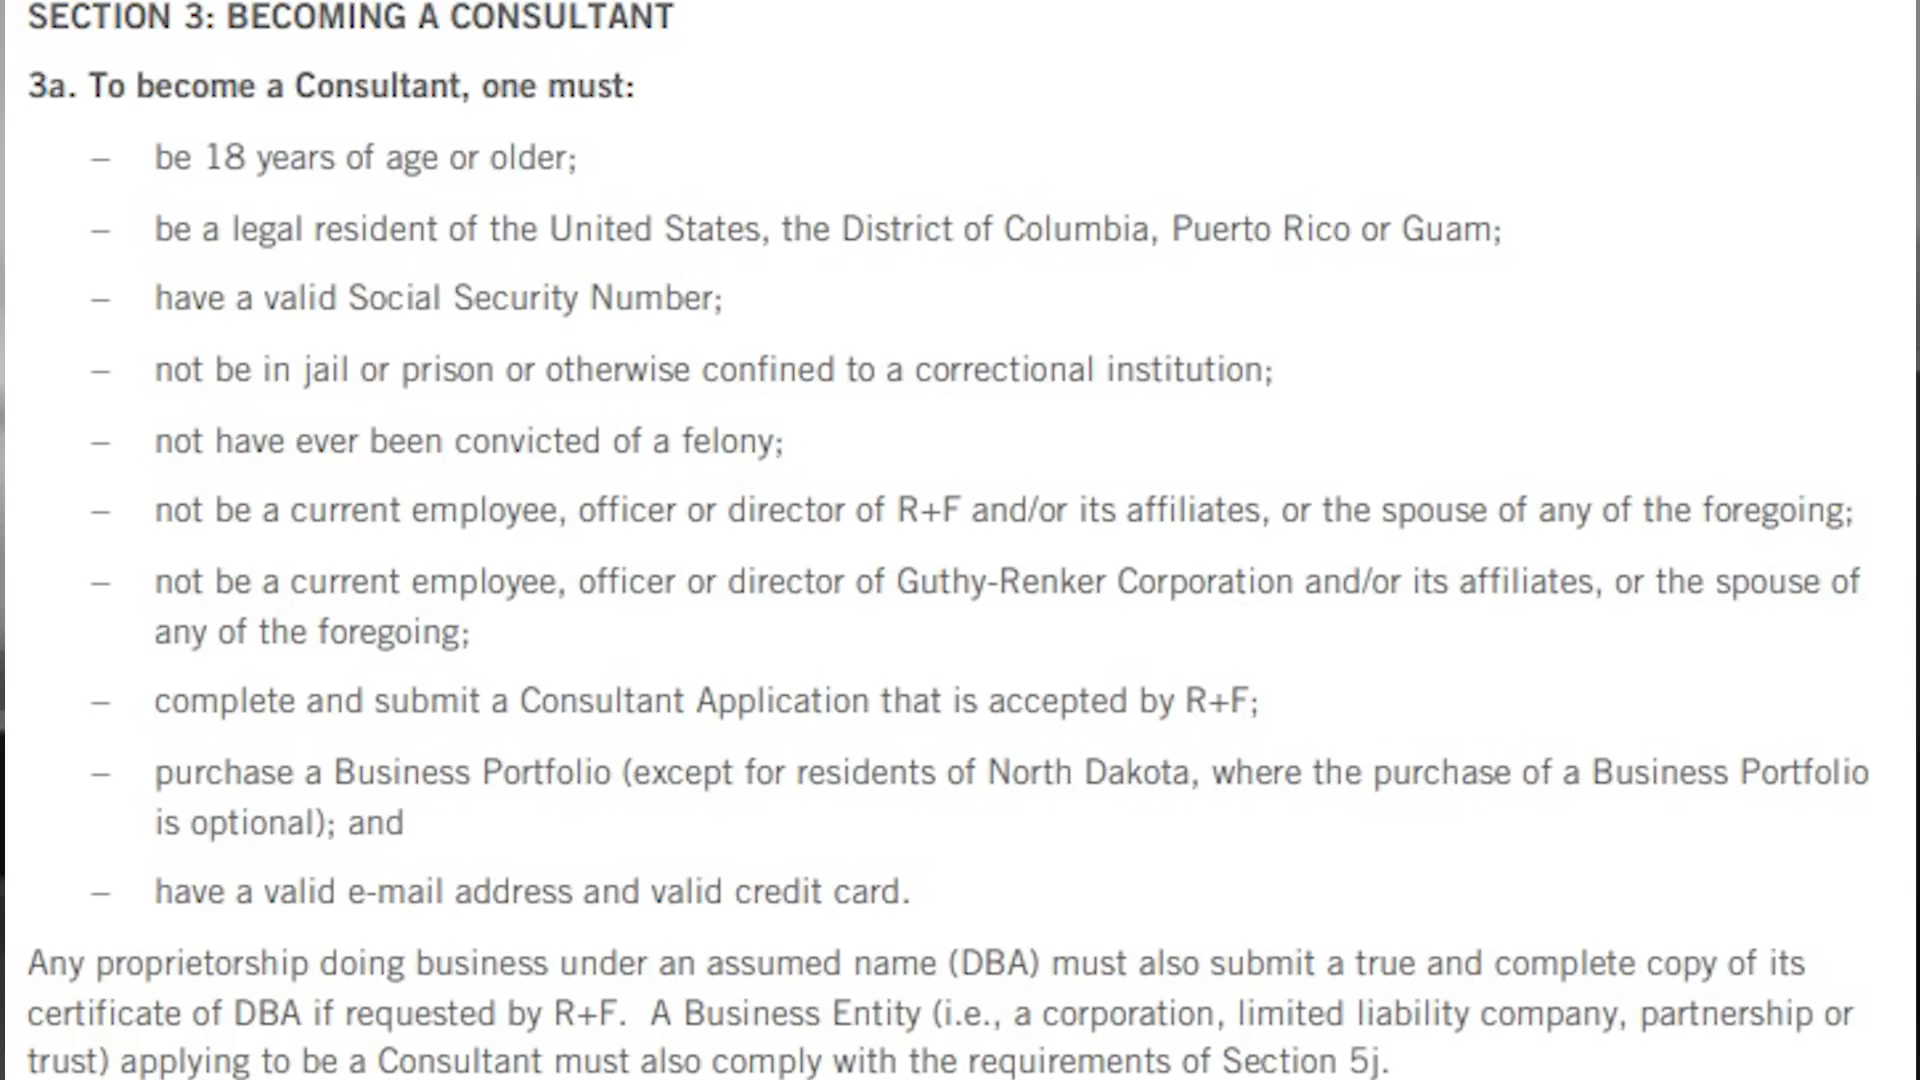 SECTION 3: BECOMING A CONSULTANT
3a. To become a Consultant, one must:
– be 18 years of age or older;
– be a legal resident of the United States, the District of Columbia, Puerto Rico or Guam;
– have a valid Social Security Number;
– not be in jail or prison or otherwise confined to a correctional institution;
– not have ever been convicted of a felony;
– not be a current employee, officer or director of R+F and/or its affiliates, or the spouse of any of the foregoing;
– not be a current employee, officer or director of Guthy-Renker Corporation and/or its affiliates, or the spouse of
any of the foregoing;
– complete and submit a Consultant Application that is accepted by R+F;
– purchase a Business Portfolio (except for residents of North Dakota, where the purchase of a Business Portfolio
is optional); and
– have a valid e-mail address and valid credit card.
Any proprietorship doing business under an assumed name (DBA) must also submit a true and complete copy of its
certificate of DBA if requested by R+F. A Business Entity (i.e., a corporation, limited liability company, partnership or
trust) applying to be a Consultant must also comply with the requirements of Section 5j.